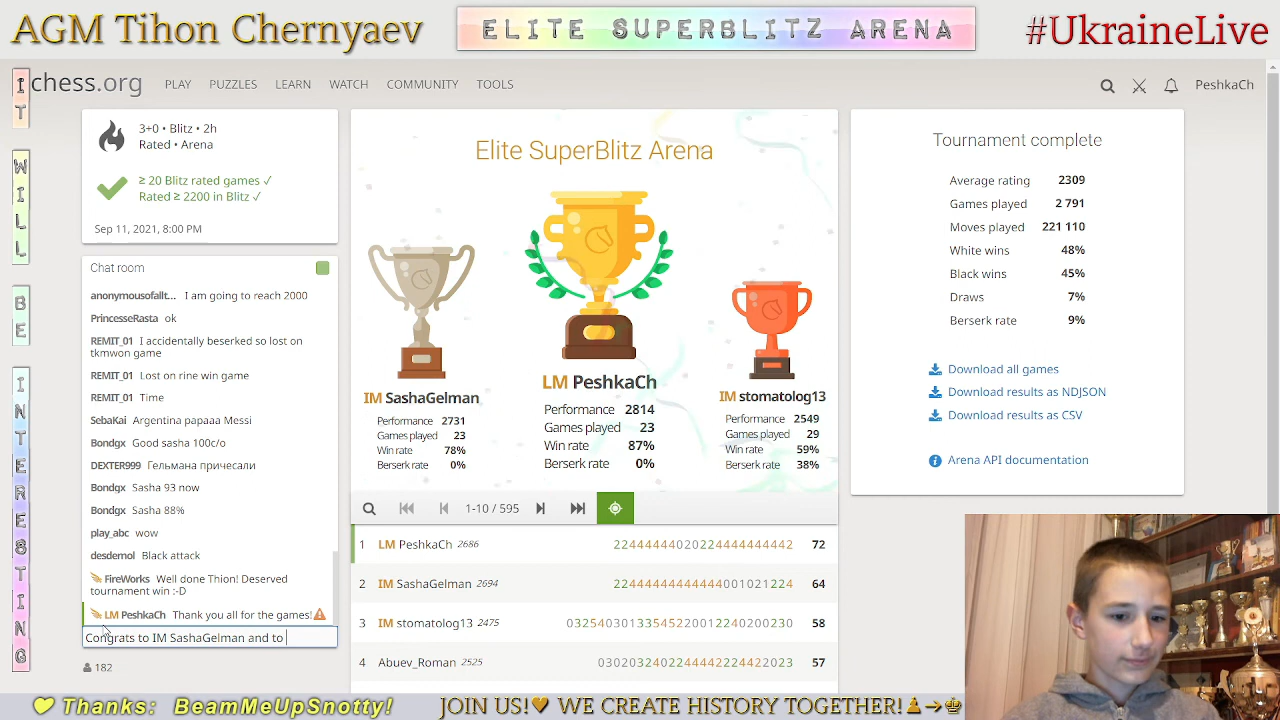 AGM Tihon Chernyaev
ELITE SUPERBLITZ ARENA
#UkraineLive
IT WILL BE INTERESTING
chess.org
PLAY PUZZLES LEARN WATCH COMMUNITY TOOLS
PeshkaCh
3+0 • Blitz • 2h
Rated • Arena
≥ 20 Blitz rated games ✓
Rated ≥ 2200 in Blitz ✓
Sep 11, 2021, 8:00 PM
Chat room
anonymousofallt... I am going to reach 2000
PrincesseRasta ok
REMIT_01 I accidentally beserked so lost on
tkmwon game
REMIT_01 Lost on rine win game
REMIT_01 Time
SebaKai Argentina papaaa Messi
Bondgx Good sasha 100c/o
DEXTER999 Гельмана причесали
Bondgx Sasha 93 now
Bondgx Sasha 88%
play_abc wow
desdemol Black attack
FireWorks Well done Thion! Deserved
tournament win :-D
LM PeshkaCh Thank you all for the games!
Congrats to IM SashaGelman and to
182
Elite SuperBlitz Arena
IM SashaGelman
Performance 2731
Games played 23
Win rate 78%
Berserk rate 0%
LM PeshkaCh
Performance 2814
Games played 23
Win rate 87%
Berserk rate 0%
IM stomatolog13
Performance 2549
Games played 29
Win rate 59%
Berserk rate 38%
1-10 / 595
1 LM PeshkaCh 2686 22444444020224444444442 72
2 IM SashaGelman 2694 22444444444444001021224 64
3 IM stomatolog13 2475 03254030133545220012240200230 58
4 Abuev_Roman 2525 0302032402244442224422023 57
Tournament complete
Average rating 2309
Games played 2 791
Moves played 221 110
White wins 48%
Black wins 45%
Draws 7%
Berserk rate 9%
Download all games
Download results as NDJSON
Download results as CSV
Arena API documentation
Thanks: BeamMeUpSnotty!
JOIN US!♥ WE CREATE HISTORY TOGETHER!♟→♚